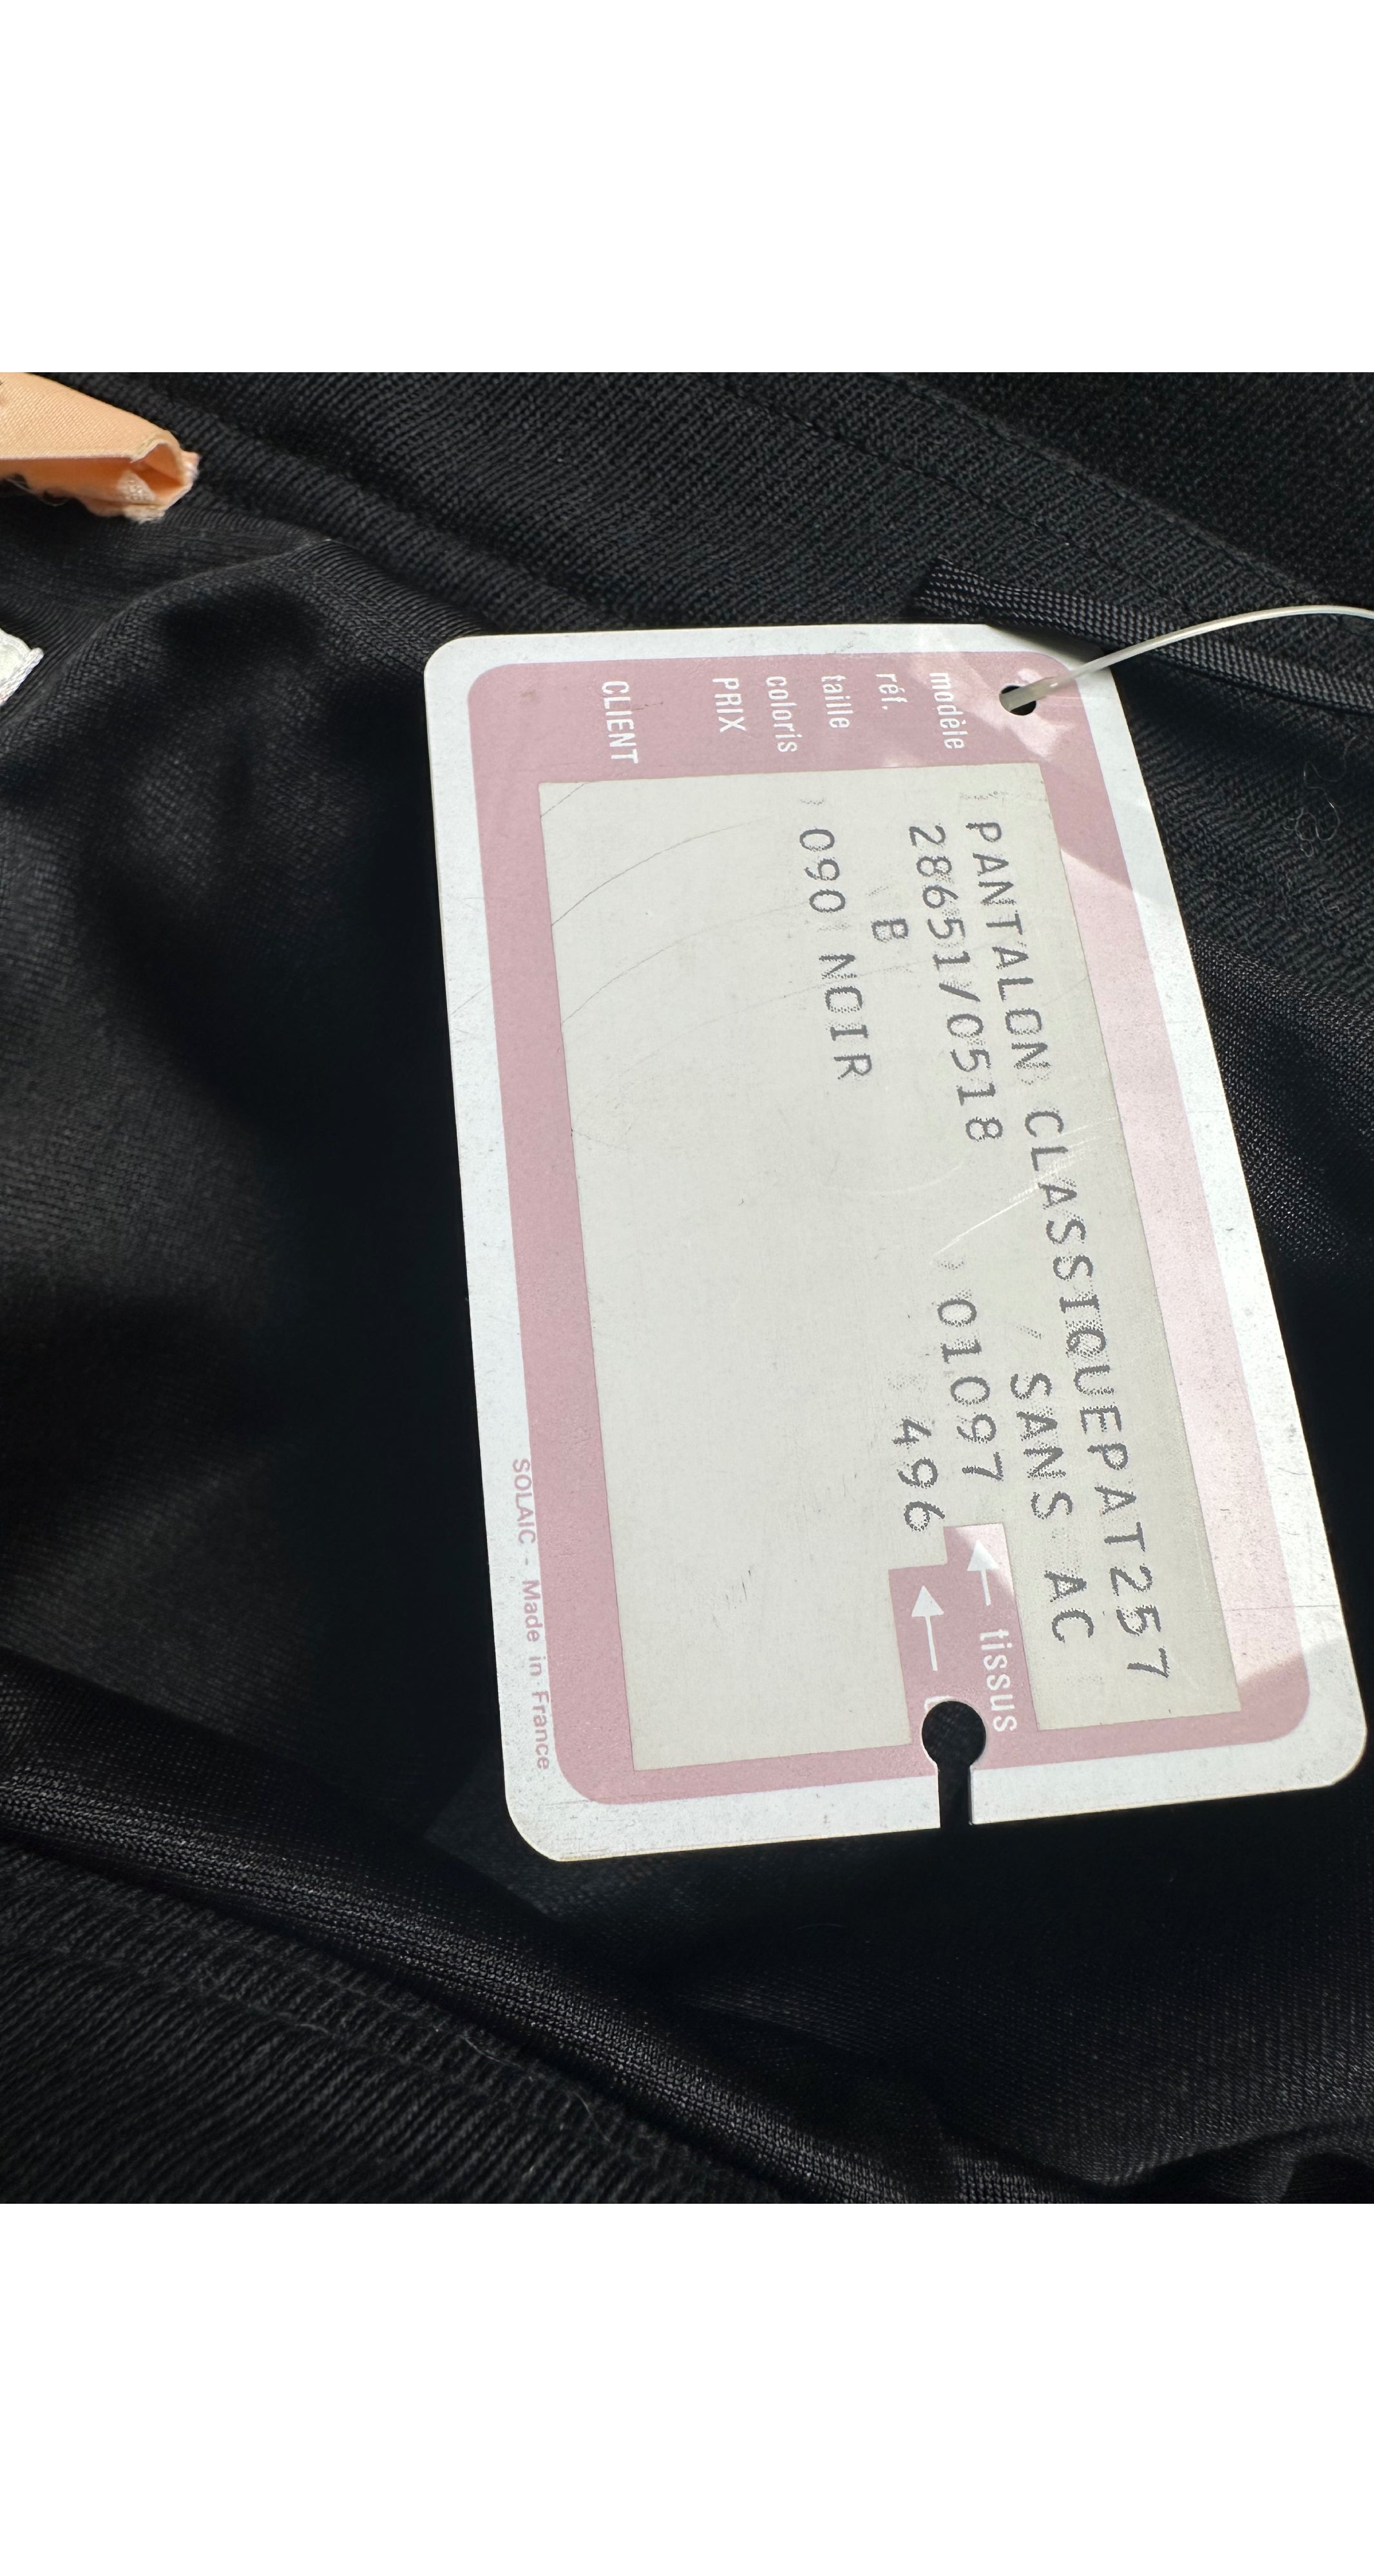 modèle PANTALON CLASSIQUEPAT257
réf. 28651/0518 / SANS AC
taille B 01097 tissus
coloris 090 NOIR 496
PRIX
CLIENT
SOLAIC - Made in France